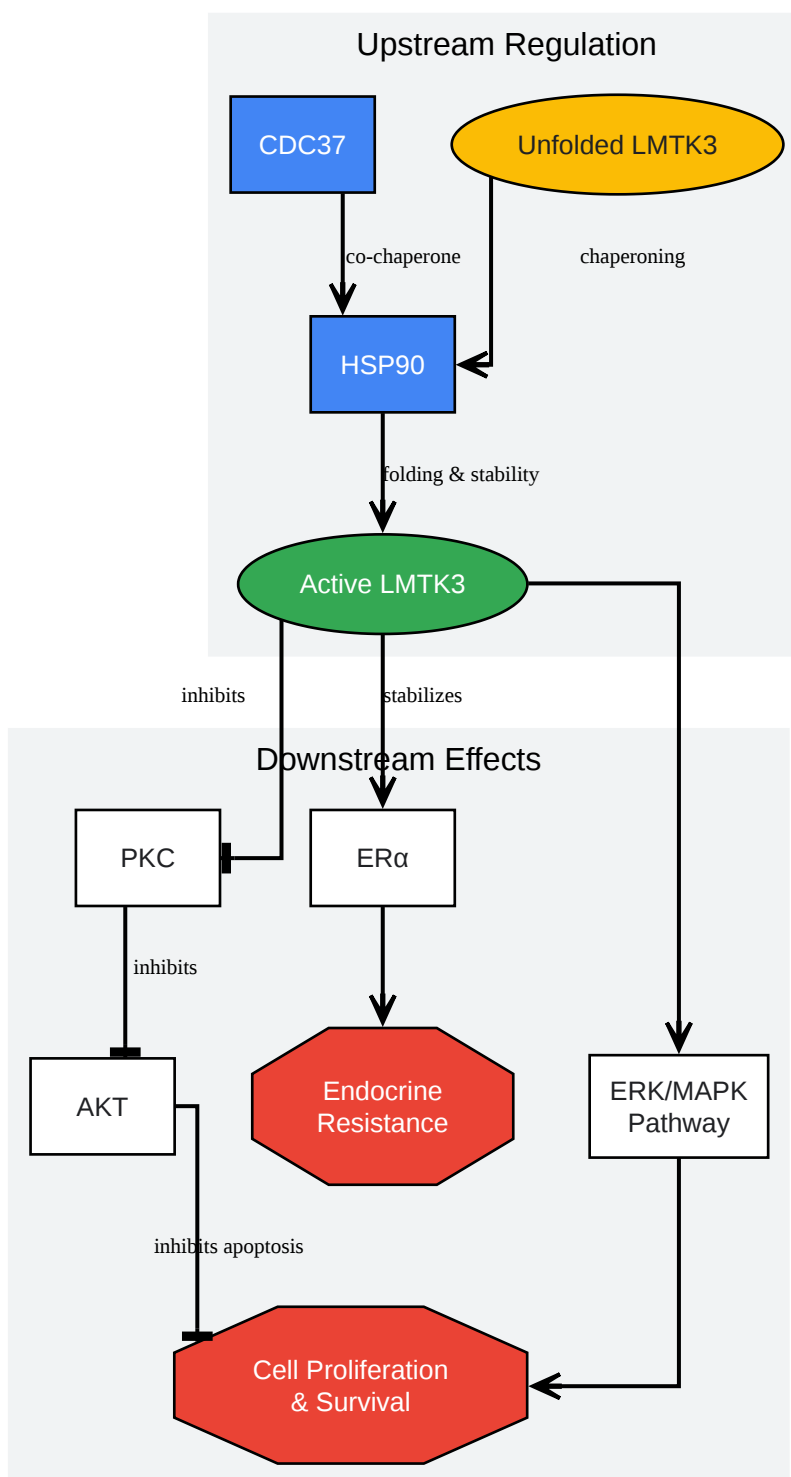 Upstream Regulation
CDC37
Unfolded LMTK3
co-chaperone
chaperoning
HSP90
folding & stability
Active LMTK3
inhibits
stabilizes
Downstream Effects
PKC
ERα
inhibits
AKT
Endocrine
Resistance
ERK/MAPK
Pathway
inhibits apoptosis
Cell Proliferation
& Survival